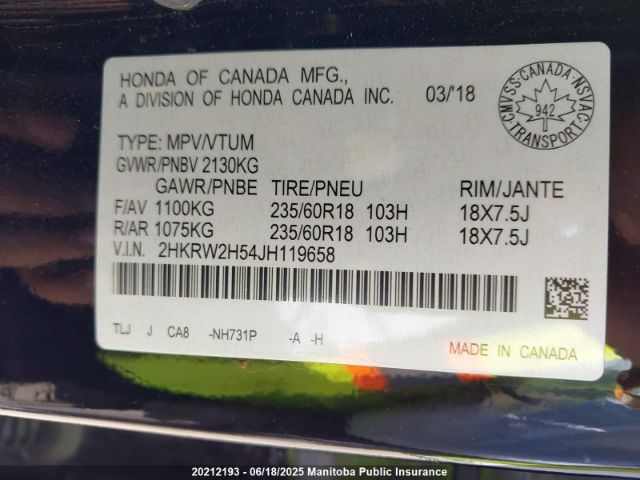 HONDA OF CANADA MFG.,
A DIVISION OF HONDA CANADA INC. 03/'18
CMVSS·CANADA·NSVAC
942
·TRANSPORT·
TYPE: MPV/VTUM
GVWR/PNBV 2130KG
GAWR/PNBE TIRE/PNEU RIM/JANTE
F/AV 1100KG 235/60R18 103H 18X7.5J
R/AR 1075KG 235/60R18 103H 18X7.5J
V.I.N. 2HKRW2H54JH119658
TLJ J CA8 -NH731P -A -H
MADE IN CANADA
20212193 - 06/18/2025 Manitoba Public Insurance